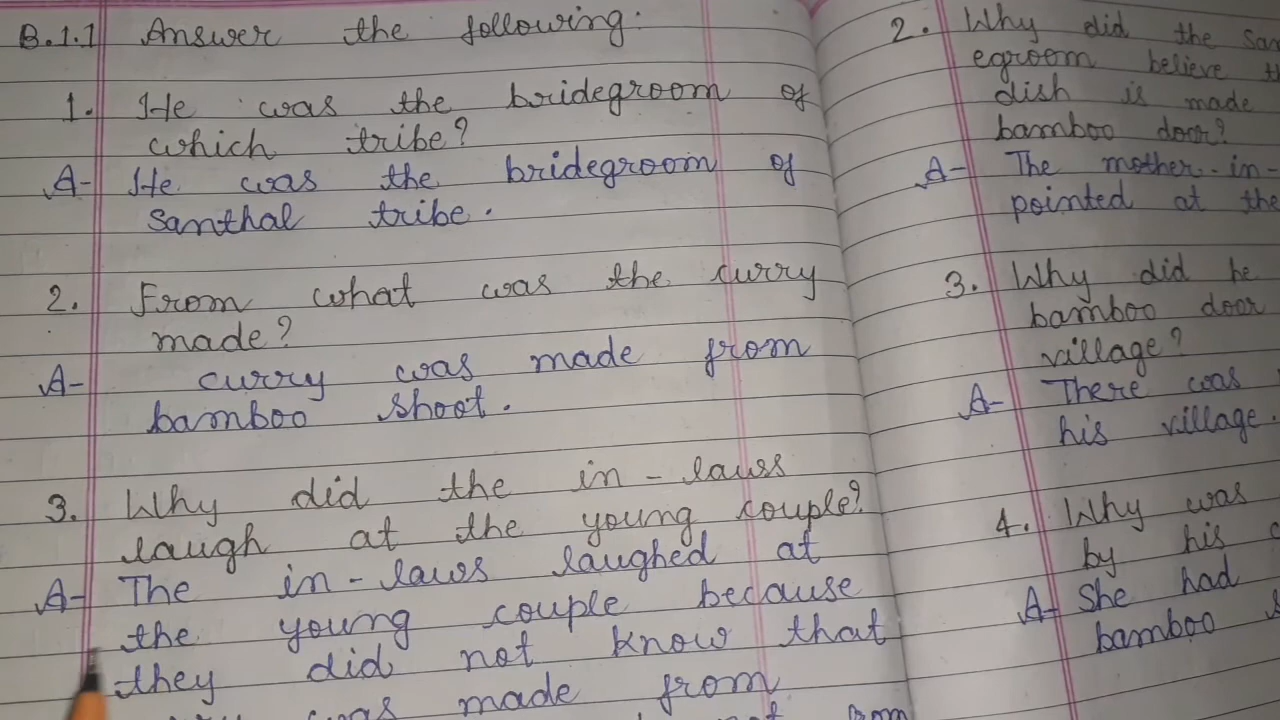 B.1.1 Answer the following:
1. He was the bridegroom of
which tribe?
A- He was the bridegroom of
Santhal tribe.
2. From what was the curry
made?
A- curry was made from
bamboo shoot.
3. Why did the in-laws
laugh at the young couple?
A- The in-laws laughed at
the young couple because
they did not know that
was made from
from
2. Why did the
egroom believe
dish is made
bamboo door?
A- The mother-in-
pointed at the
3. Why did he
bamboo door
village?
A- There was
his village.
4. Why was
by his
A- She had
bamboo